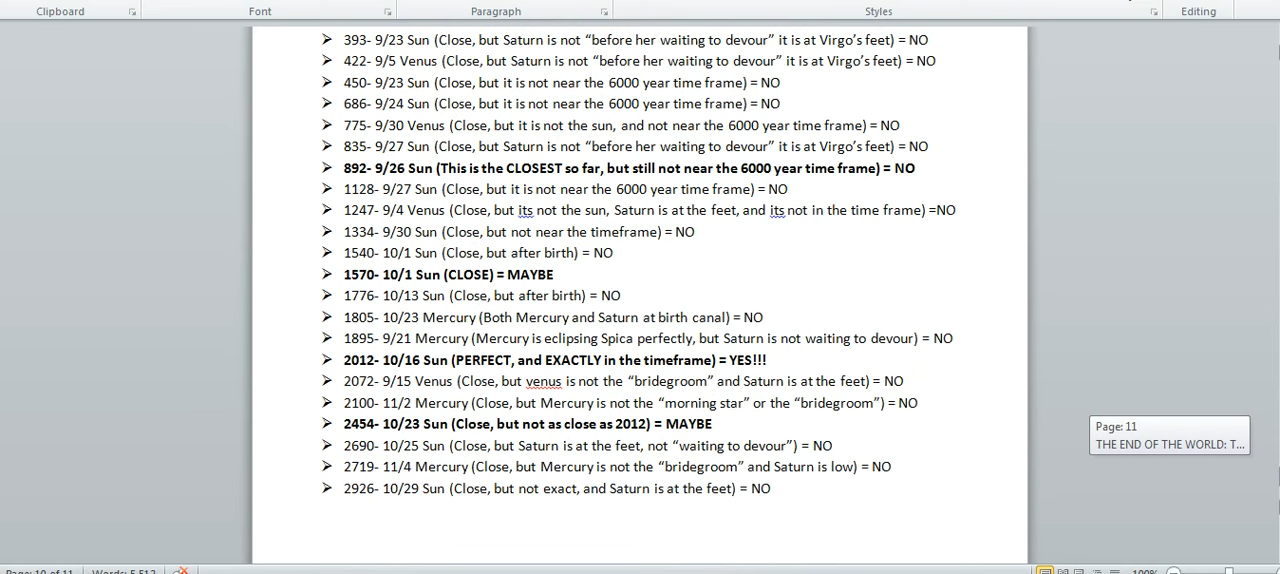 Clipboard Font Paragraph Styles Editing
393- 9/23 Sun (Close, but Saturn is not “before her waiting to devour” it is at Virgo’s feet) = NO
422- 9/5 Venus (Close, but Saturn is not “before her waiting to devour” it is at Virgo’s feet) = NO
450- 9/23 Sun (Close, but it is not near the 6000 year time frame) = NO
686- 9/24 Sun (Close, but it is not near the 6000 year time frame) = NO
775- 9/30 Venus (Close, but it is not the sun, and not near the 6000 year time frame) = NO
835- 9/27 Sun (Close, but Saturn is not “before her waiting to devour” it is at Virgo’s feet) = NO
892- 9/26 Sun (This is the CLOSEST so far, but still not near the 6000 year time frame) = NO
1128- 9/27 Sun (Close, but it is not near the 6000 year time frame) = NO
1247- 9/4 Venus (Close, but its not the sun, Saturn is at the feet, and its not in the time frame) =NO
1334- 9/30 Sun (Close, but not near the timeframe) = NO
1540- 10/1 Sun (Close, but after birth) = NO
1570- 10/1 Sun (CLOSE) = MAYBE
1776- 10/13 Sun (Close, but after birth) = NO
1805- 10/23 Mercury (Both Mercury and Saturn at birth canal) = NO
1895- 9/21 Mercury (Mercury is eclipsing Spica perfectly, but Saturn is not waiting to devour) = NO
2012- 10/16 Sun (PERFECT, and EXACTLY in the timeframe) = YES!!!
2072- 9/15 Venus (Close, but venus is not the “bridegroom” and Saturn is at the feet) = NO
2100- 11/2 Mercury (Close, but Mercury is not the “morning star” or the “bridegroom”) = NO
2454- 10/23 Sun (Close, but not as close as 2012) = MAYBE
2690- 10/25 Sun (Close, but Saturn is at the feet, not “waiting to devour”) = NO
2719- 11/4 Mercury (Close, but Mercury is not the “bridegroom” and Saturn is low) = NO
2926- 10/29 Sun (Close, but not exact, and Saturn is at the feet) = NO
Page: 11
THE END OF THE WORLD: T...
Page: 10 of 11 Words: 5,512 100%